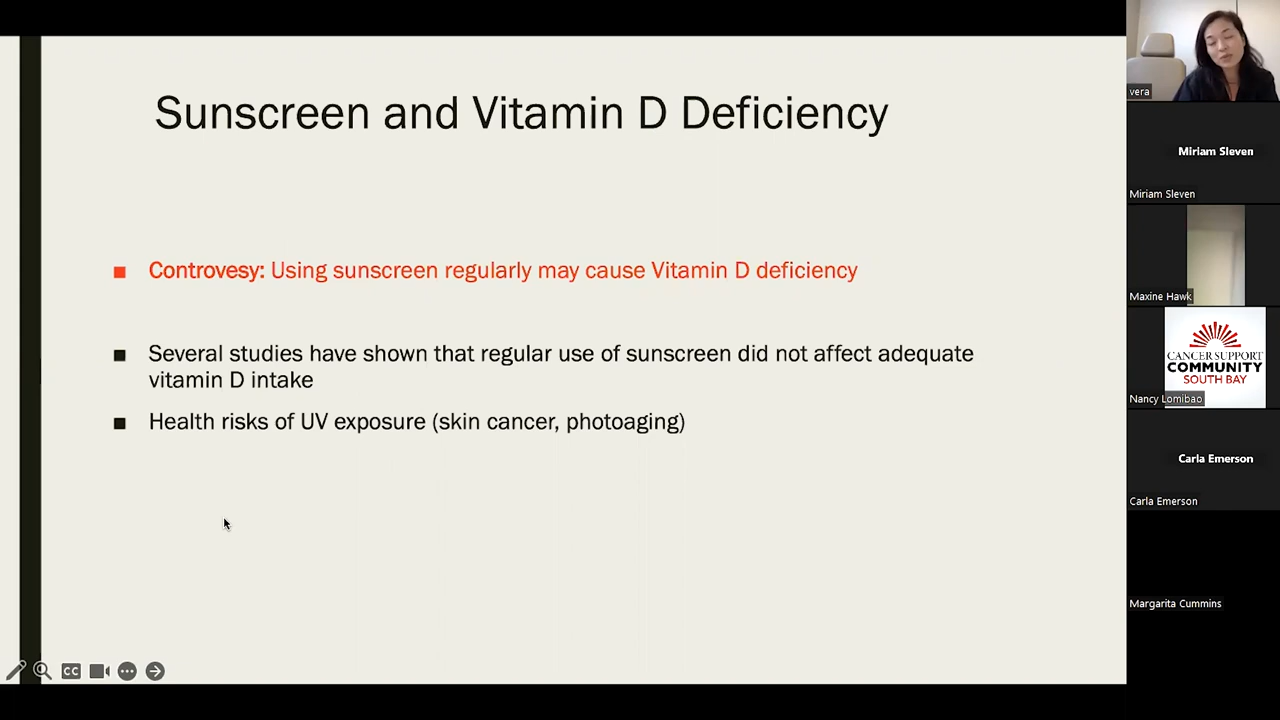 Sunscreen and Vitamin D Deficiency
Controvesy: Using sunscreen regularly may cause Vitamin D deficiency
Several studies have shown that regular use of sunscreen did not affect adequate
vitamin D intake
Health risks of UV exposure (skin cancer, photoaging)
CC
vera
Miriam Sleven
Miriam Sleven
Maxine Hawk
CANCER SUPPORT
COMMUNITY
SOUTH BAY
Nancy Lomibao
Carla Emerson
Carla Emerson
Margarita Cummins